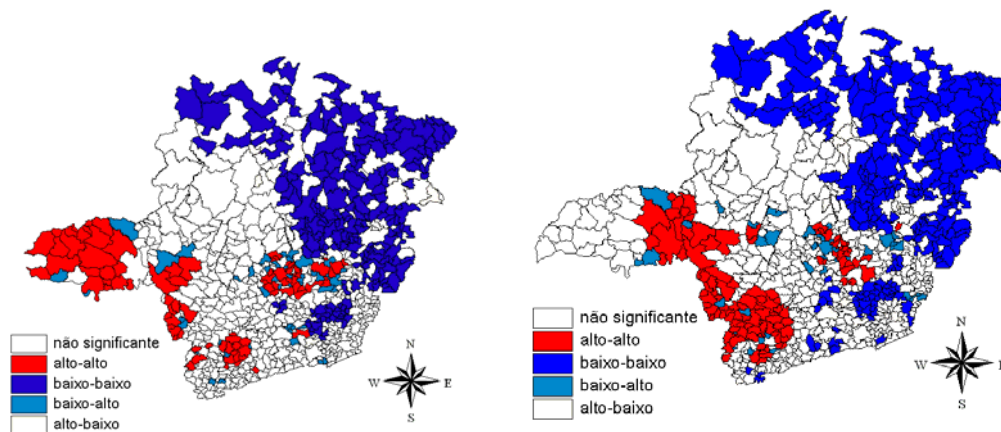 não significante
alto-alto
baixo-baixo
baixo-alto
alto-baixo
N
W
E
S
não significante
alto-alto
baixo-baixo
baixo-alto
alto-baixo
N
W
S